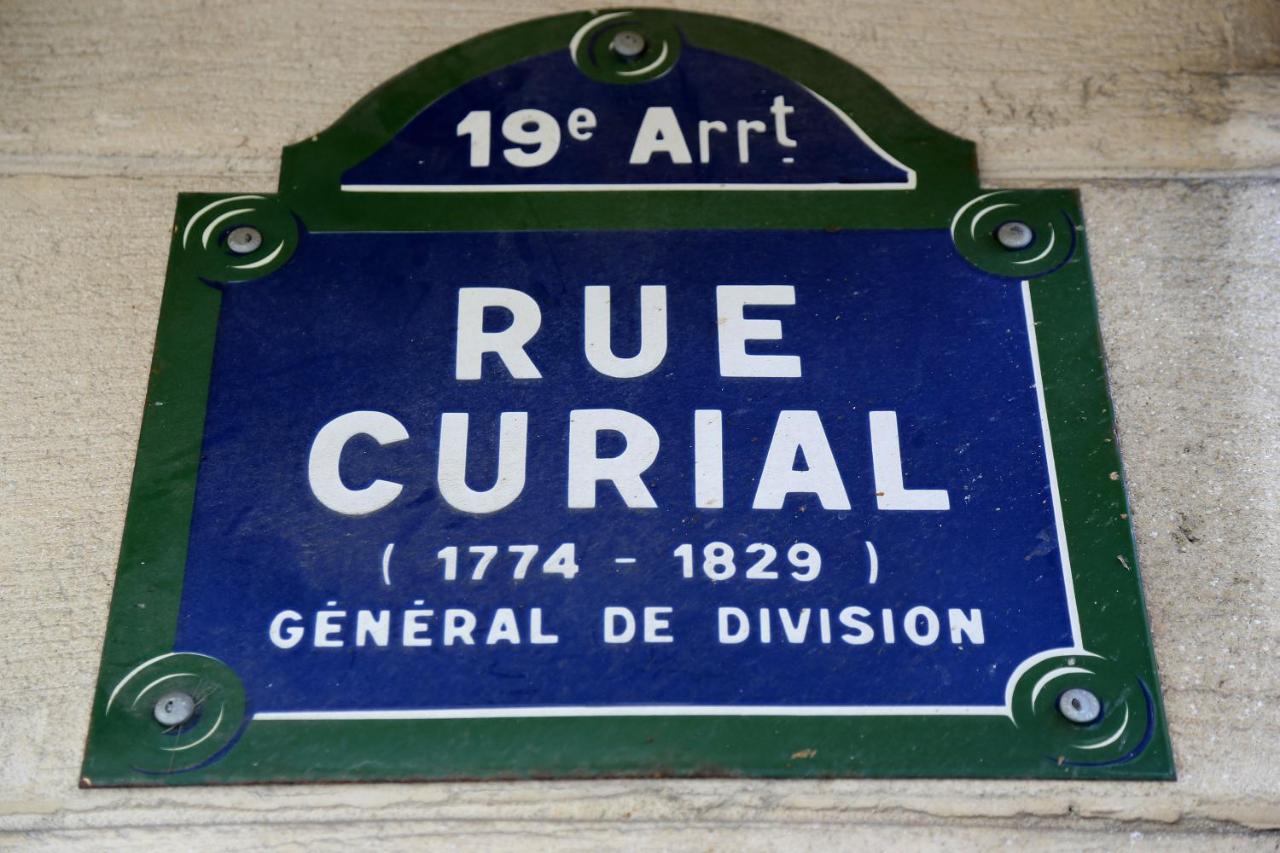 19e Arrt
RUE
CURIAL
( 1774 - 1829 )
GÉNÉRAL DE DIVISION